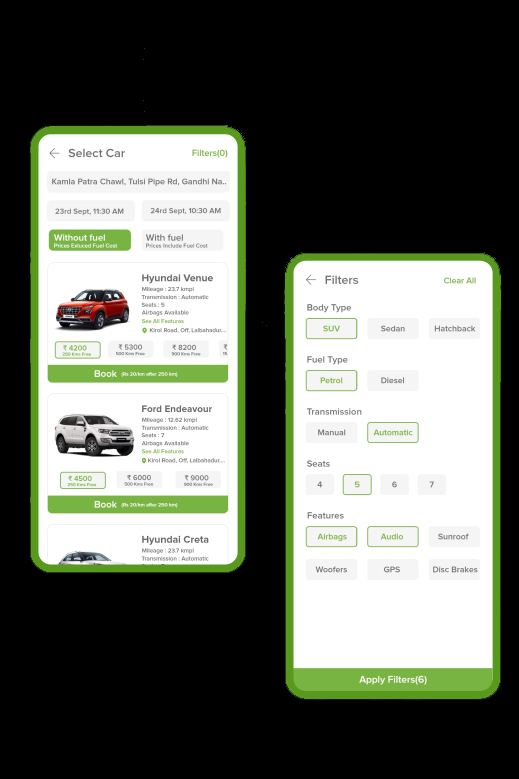 Select Car
Filters(0)
Kamla Patra Chawl, Tulsi Pipe Rd, Gandhi Na..
23rd Sept, 11:30 AM
24rd Sept, 10:30 AM
Without fuel
Prices Exluced Fuel Cost
With fuel
Prices Include Fuel Cost
Hyundai Venue
Mileage : 23.7 kmpl
Transmission : Automatic
Seats : 5
Airbags Available
See All Features
Kirol Road, Off, Lalbahadur...
₹ 4200
250 Kms Free
₹ 5300
500 Kms Free
₹ 8200
900 Kms Free
₹
Book (Rs 20/km after 250 km)
Ford Endeavour
Mileage : 12.62 kmpl
Transmission : Automatic
Seats : 7
Airbags Available
See All Features
Kirol Road, Off, Lalbahadur...
₹ 4500
250 Kms Free
₹ 6000
500 Kms Free
₹ 9000
900 Kms Free
Book (Rs 20/km after 250 km)
Hyundai Creta
Mileage : 23.7 kmpl
Transmission : Automatic
Filters
Clear All
Body Type
SUV
Sedan
Hatchback
Fuel Type
Petrol
Diesel
Transmission
Manual
Automatic
Seats
4
5
6
7
Features
Airbags
Audio
Sunroof
Woofers
GPS
Disc Brakes
Apply Filters(6)